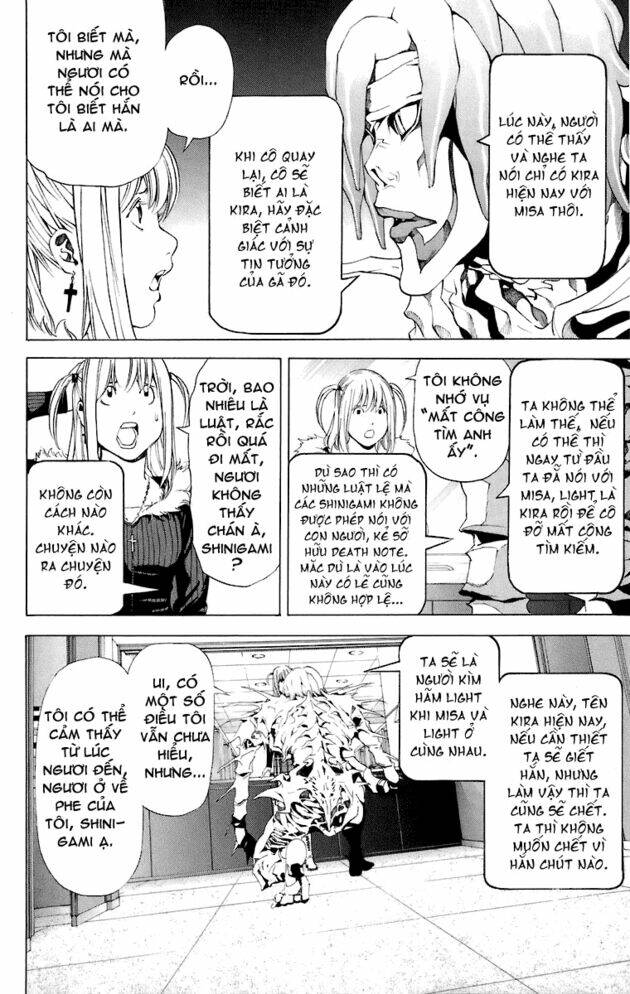 LÚC NÀY, NGƯỜI
CÓ THỂ THẤY
VÀ NGHE TA
NÓI CHỈ CÓ KIRA
HIỆN NAY VỚI
MISA THÔI.
KHI CÔ QUAY
LẠI, CÔ SẼ
BIẾT AI LÀ
KIRA, HÃY ĐẶC
BIỆT CẢNH
GIÁC VỚI SỰ
TIN TƯỞNG
CỦA GÃ ĐÓ.
RỒI...
TÔI BIẾT MÀ,
NHƯNG MÀ
NGƯƠI CÓ
THỂ NÓI CHO
TÔI BIẾT HẮN
LÀ AI MÀ.
TA KHÔNG THỂ
LÀM THẾ, NẾU
CÓ THỂ THÌ
NGAY TỪ ĐẦU
TA ĐÃ NÓI VỚI
MISA, LIGHT LÀ
KIRA RỒI ĐỂ CÔ
ĐỠ MẤT CÔNG
TÌM KIẾM.
TÔI KHÔNG
NHỚ VỤ
"MẤT CÔNG
TÌM ANH
ẤY".
DÙ SAO THÌ CÓ
NHỮNG LUẬT LỆ MÀ
CÁC SHINIGAMI KHÔNG
ĐƯỢC PHÉP NÓI VỚI
CON NGƯỜI, KẺ SỞ
HỮU DEATH NOTE.
MẶC DÙ LÀ VÀO LÚC
NÀY CÓ LẼ CŨNG
KHÔNG HỢP LỆ...
TRỜI, BAO
NHIÊU LÀ
LUẬT, RẮC
RỐI QUÁ
ĐI MẤT,
NGƯƠI
KHÔNG
THẤY
CHÁN À,
SHINIGAMI
?
KHÔNG CÒN
CÁCH NÀO
KHÁC.
CHUYỆN NÀO
RA CHUYỆN
ĐÓ.
NGHE NÀY, TÊN
KIRA HIỆN NAY,
NẾU CẦN THIẾT
TA SẼ GIẾT
HẮN, NHƯNG
LÀM VẬY THÌ TA
CŨNG SẼ CHẾT.
TA THÌ KHÔNG
MUỐN CHẾT VÌ
HẮN CHÚT NÀO.
TA SẼ LÀ
NGƯỜI KÌM
HÃM LIGHT
KHI MISA VÀ
LIGHT Ở
CÙNG NHAU.
UI, CÓ
MỘT SỐ
ĐIỀU TÔI
VẪN CHƯA
HIỂU,
NHƯNG...
TÔI CÓ THỂ
CẢM THẤY
TỪ LÚC
NGƯƠI ĐẾN,
NGƯƠI Ở VỀ
PHE CỦA
TÔI, SHINI-
GAMI Ạ.